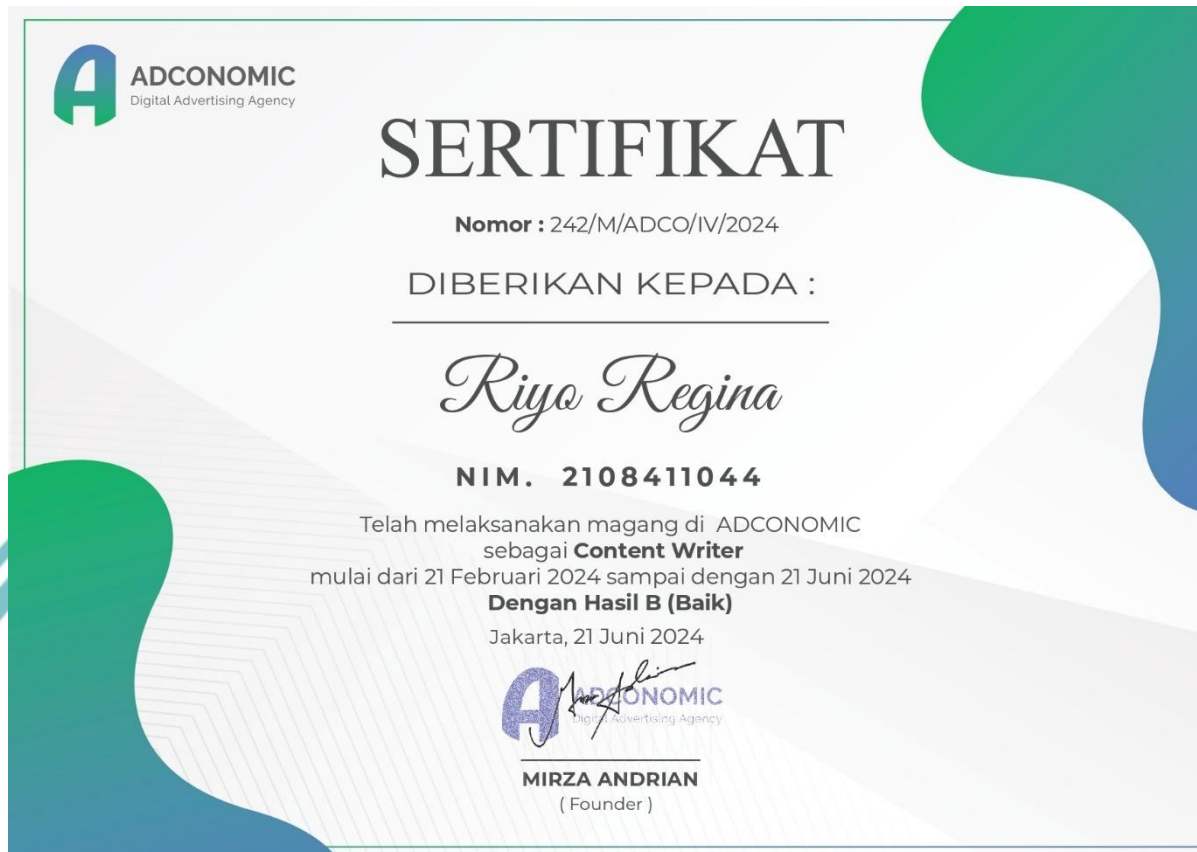 ADCONOMIC
Digital Advertising Agency
SERTIFIKAT
Nomor : 242/M/ADCO/IV/2024
DIBERIKAN KEPADA :
Riyo Regina
NIM. 2108411044
Telah melaksanakan magang di ADCONOMIC
sebagai Content Writer
mulai dari 21 Februari 2024 sampai dengan 21 Juni 2024
Dengan Hasil B (Baik)
Jakarta, 21 Juni 2024
ADCONOMIC
Digital Advertising Agency
MIRZA ANDRIAN
( Founder )